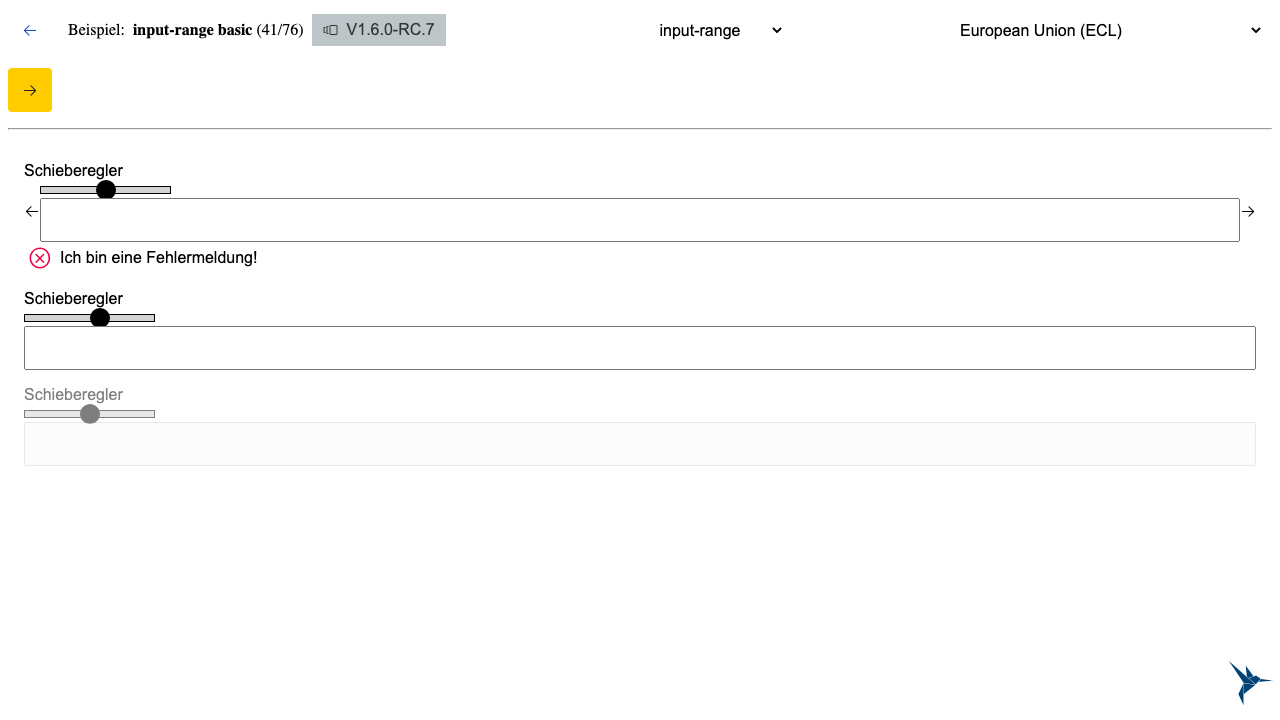 Beispiel: input-range basic (41/76) V1.6.0-RC.7 input-range European Union (ECL)
Schieberegler
Ich bin eine Fehlermeldung!
Schieberegler
Schieberegler